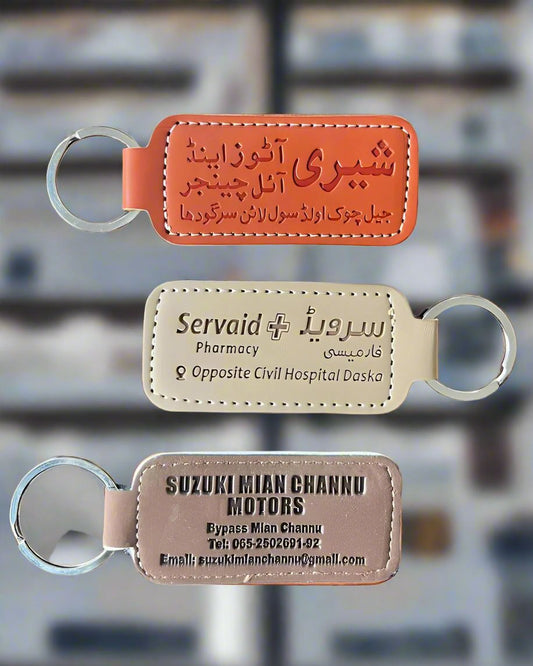 شیری آٹوز اینڈ
آئل چینجر
جیل چوک اولڈ سول لائن سرگودھا
Servaid سرویڈ
Pharmacy فارمیسی
Opposite Civil Hospital Daska
SUZUKI MIAN CHANNU
MOTORS
Bypass Mian Channu
Tel: 065-2502691-92
Email: suzukimianchannu@gmail.com